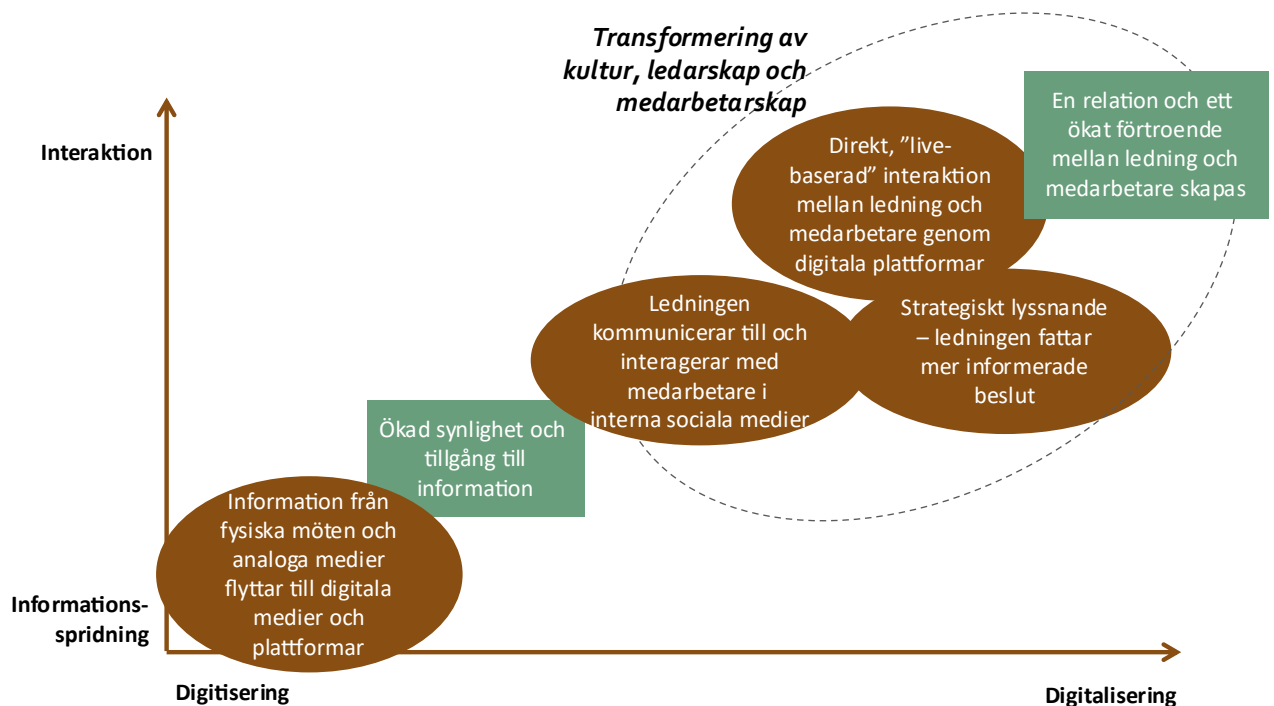 Transformering av
kultur, ledarskap och
medarbetarskap
En relation och ett
ökat förtroende
mellan ledning och
medarbetare skapas
Interaktion
Direkt, ”live-
baserad” interaktion
mellan ledning och
medarbetare genom
digitala plattformar
Ledningen
kommunicerar till och
interagerar med
medarbetare i
interna sociala medier
Strategiskt lyssnande
– ledningen fattar
mer informerade
beslut
Ökad synlighet och
tillgång till
information
Information från
fysiska möten och
analoga medier
flyttar till digitala
medier och
plattformar
Informations-
spridning
Digitisering
Digitalisering